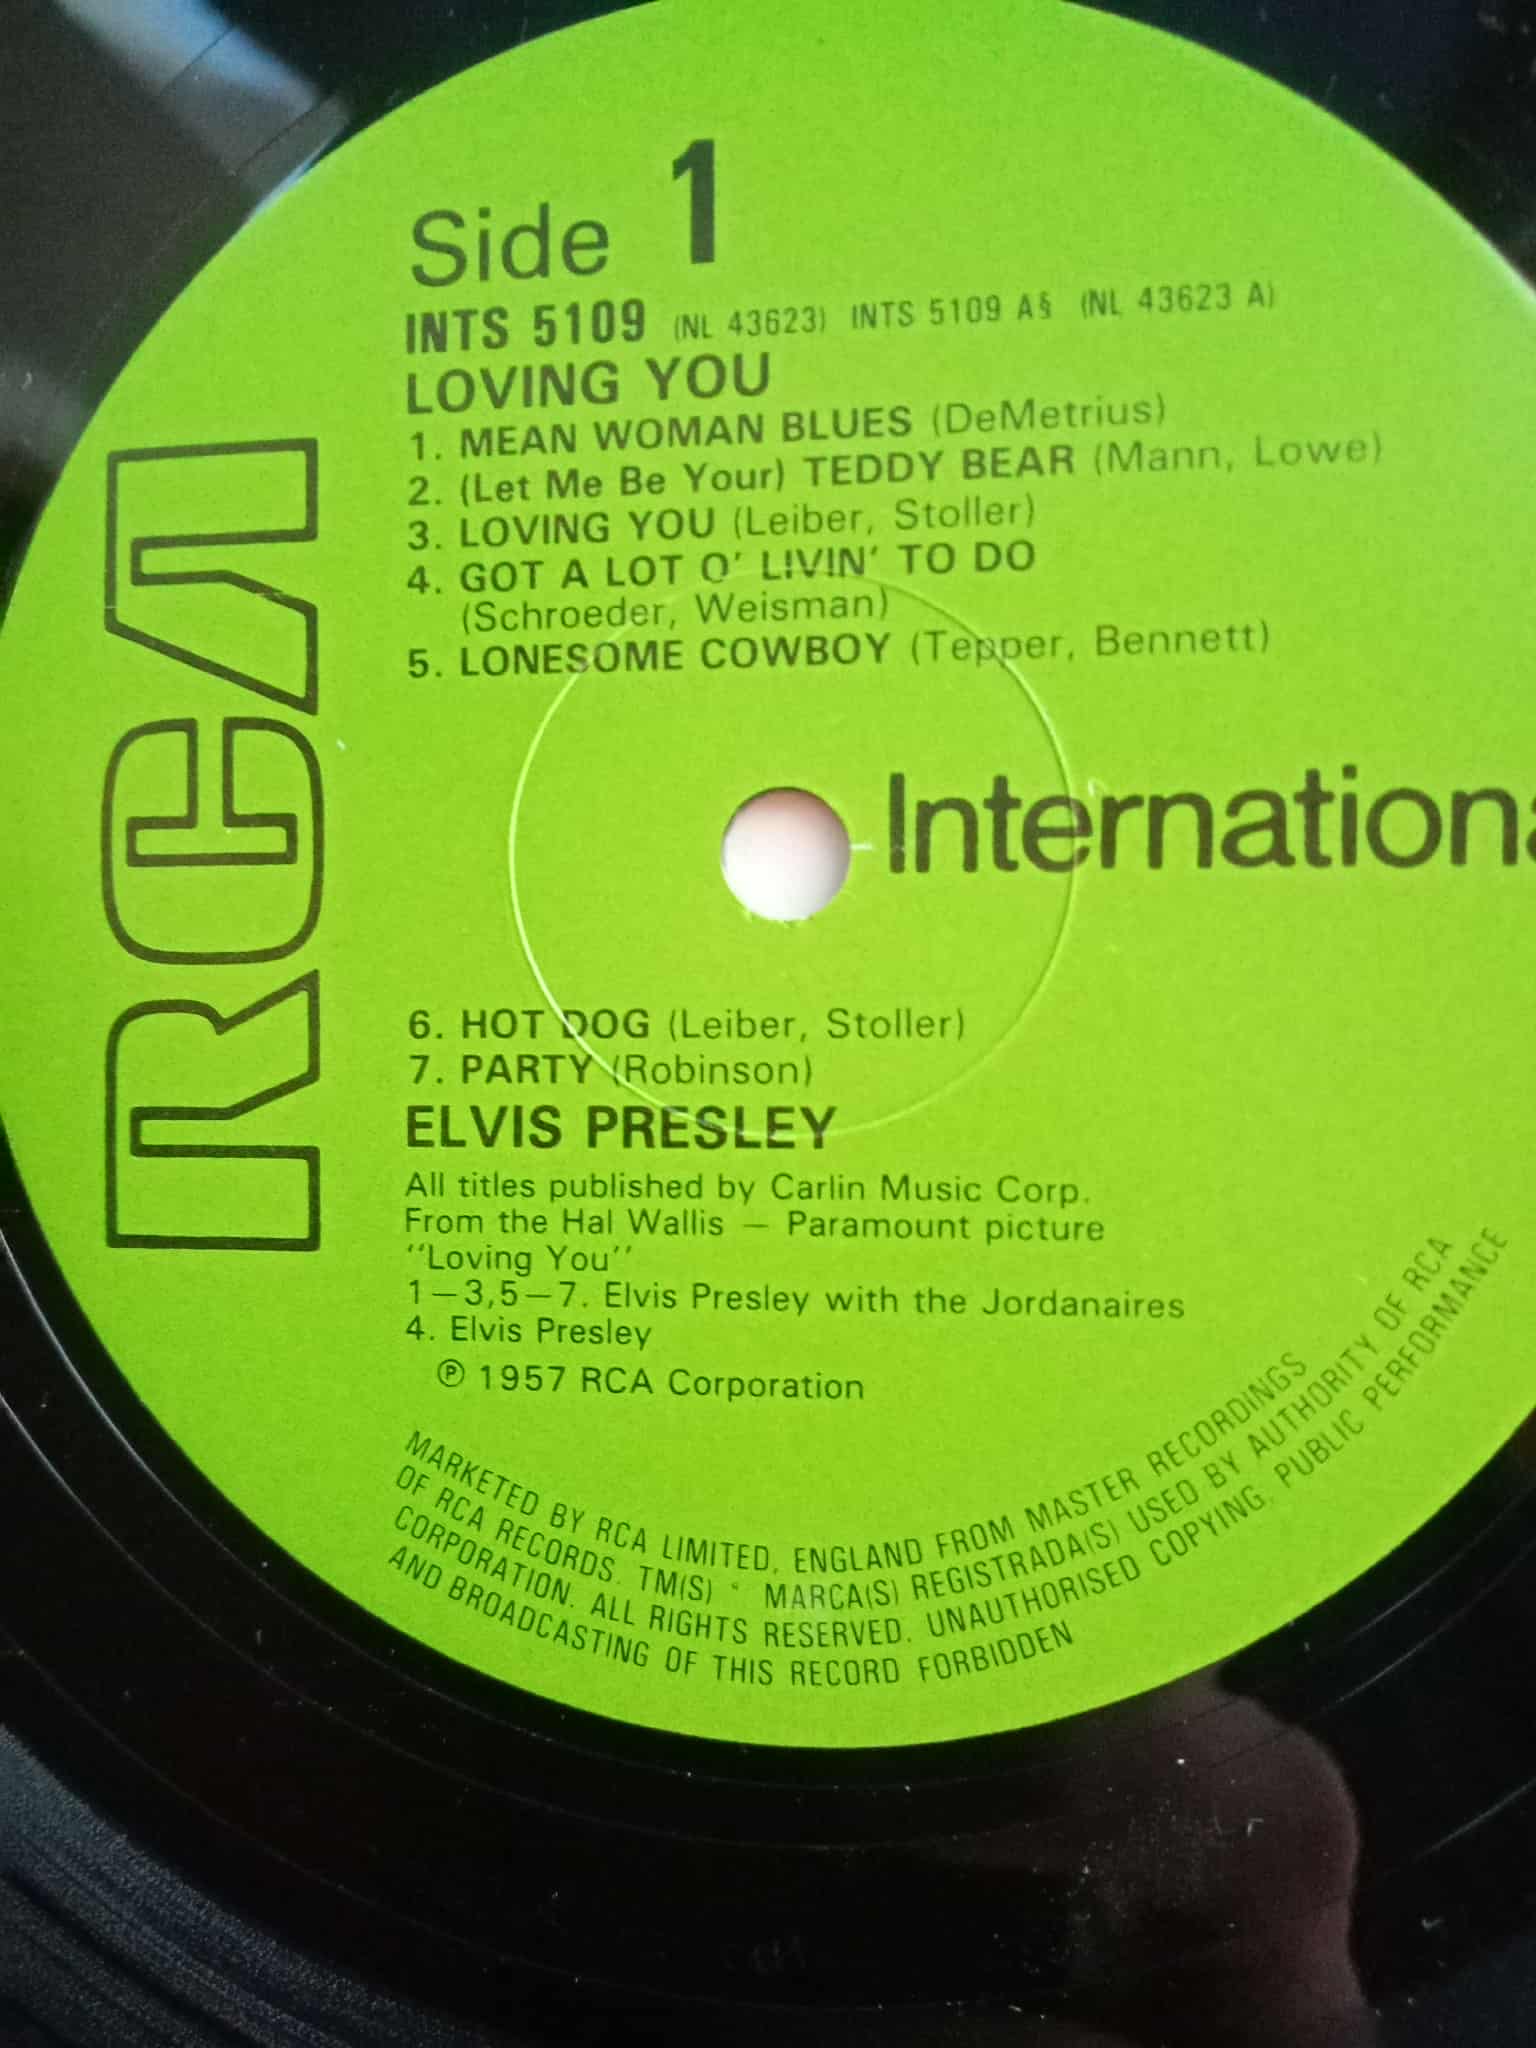 Side 1
INTS 5109 (NL 43623) INTS 5109 A§ (NL 43623 A)
LOVING YOU
1. MEAN WOMAN BLUES (DeMetrius)
2. (Let Me Be Your) TEDDY BEAR (Mann, Lowe)
3. LOVING YOU (Leiber, Stoller)
4. GOT A LOT O' LIVIN' TO DO
(Schroeder, Weisman)
5. LONESOME COWBOY (Tepper, Bennett)
RCA
Internationa
6. HOT DOG (Leiber, Stoller)
7. PARTY (Robinson)
ELVIS PRESLEY
All titles published by Carlin Music Corp.
From the Hal Wallis — Paramount picture
"Loving You"
1—3,5—7. Elvis Presley with the Jordanaires
4. Elvis Presley
℗ 1957 RCA Corporation
MARKETED BY RCA LIMITED, ENGLAND FROM MASTER RECORDINGS
OF RCA RECORDS. TM(S) ® MARCA(S) REGISTRADA(S) USED BY AUTHORITY OF RCA
CORPORATION. ALL RIGHTS RESERVED. UNAUTHORISED COPYING, PUBLIC PERFORMANCE
AND BROADCASTING OF THIS RECORD FORBIDDEN